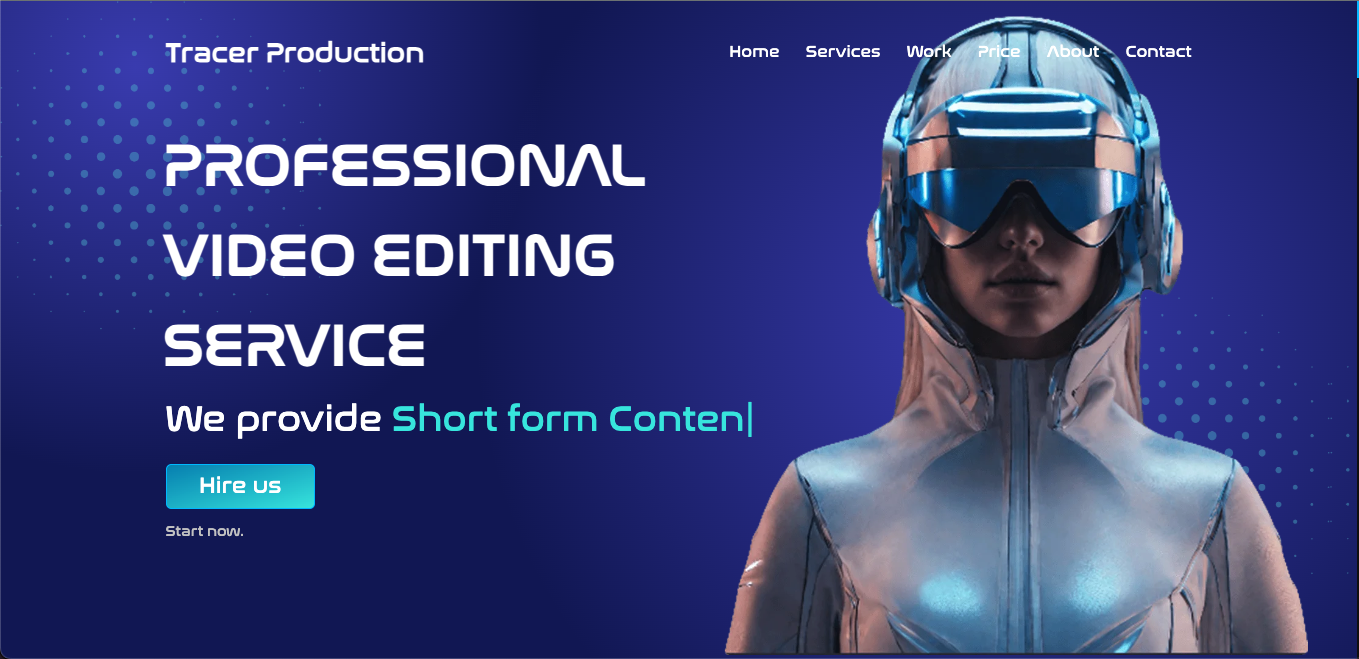 Tracer Production
Home Services Work Price About Contact
PROFESSIONAL
VIDEO EDITING
SERVICE
We provide Short form Conten|
Hire us
Start now.